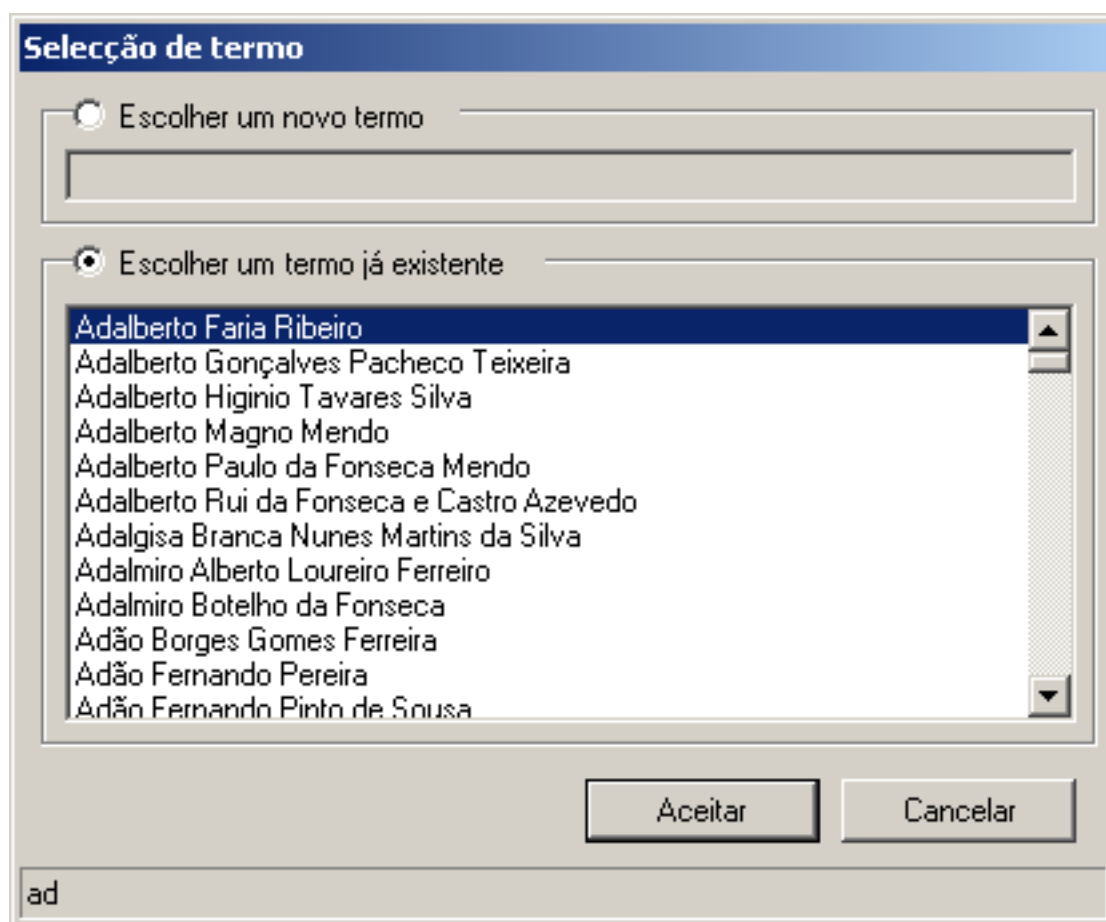 Selecção de termo
Escolher um novo termo
Escolher um termo já existente
Adalberto Faria Ribeiro
Adalberto Gonçalves Pacheco Teixeira
Adalberto Higinio Tavares Silva
Adalberto Magno Mendo
Adalberto Paulo da Fonseca Mendo
Adalberto Rui da Fonseca e Castro Azevedo
Adalgisa Branca Nunes Martins da Silva
Adalmiro Alberto Loureiro Ferreiro
Adalmiro Botelho da Fonseca
Adão Borges Gomes Ferreira
Adão Fernando Pereira
Adão Fernando Pinto de Sousa
Aceitar
Cancelar
ad